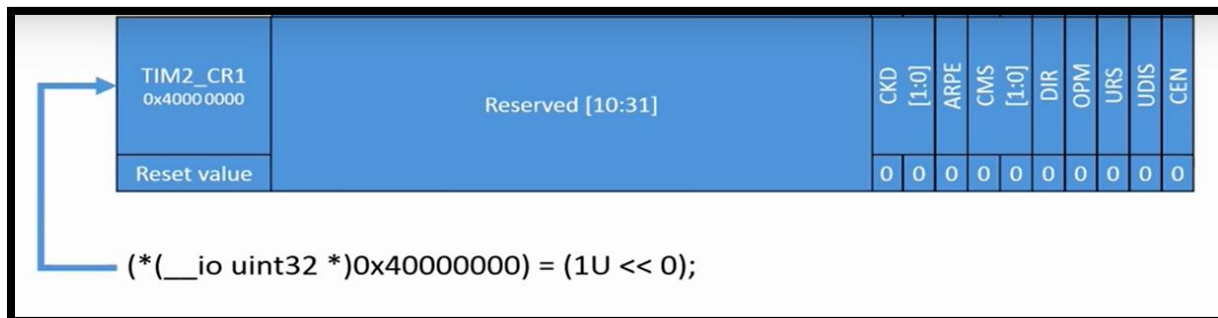 TIM2_CR1
0x4000 0000
Reserved [10:31]
CKD
[1:0]
ARPE
CMS
[1:0]
DIR
OPM
URS
UDIS
CEN
Reset value
0 0 0 0 0 0 0 0 0 0
(*(__io uint32 *)0x40000000) = (1U << 0);